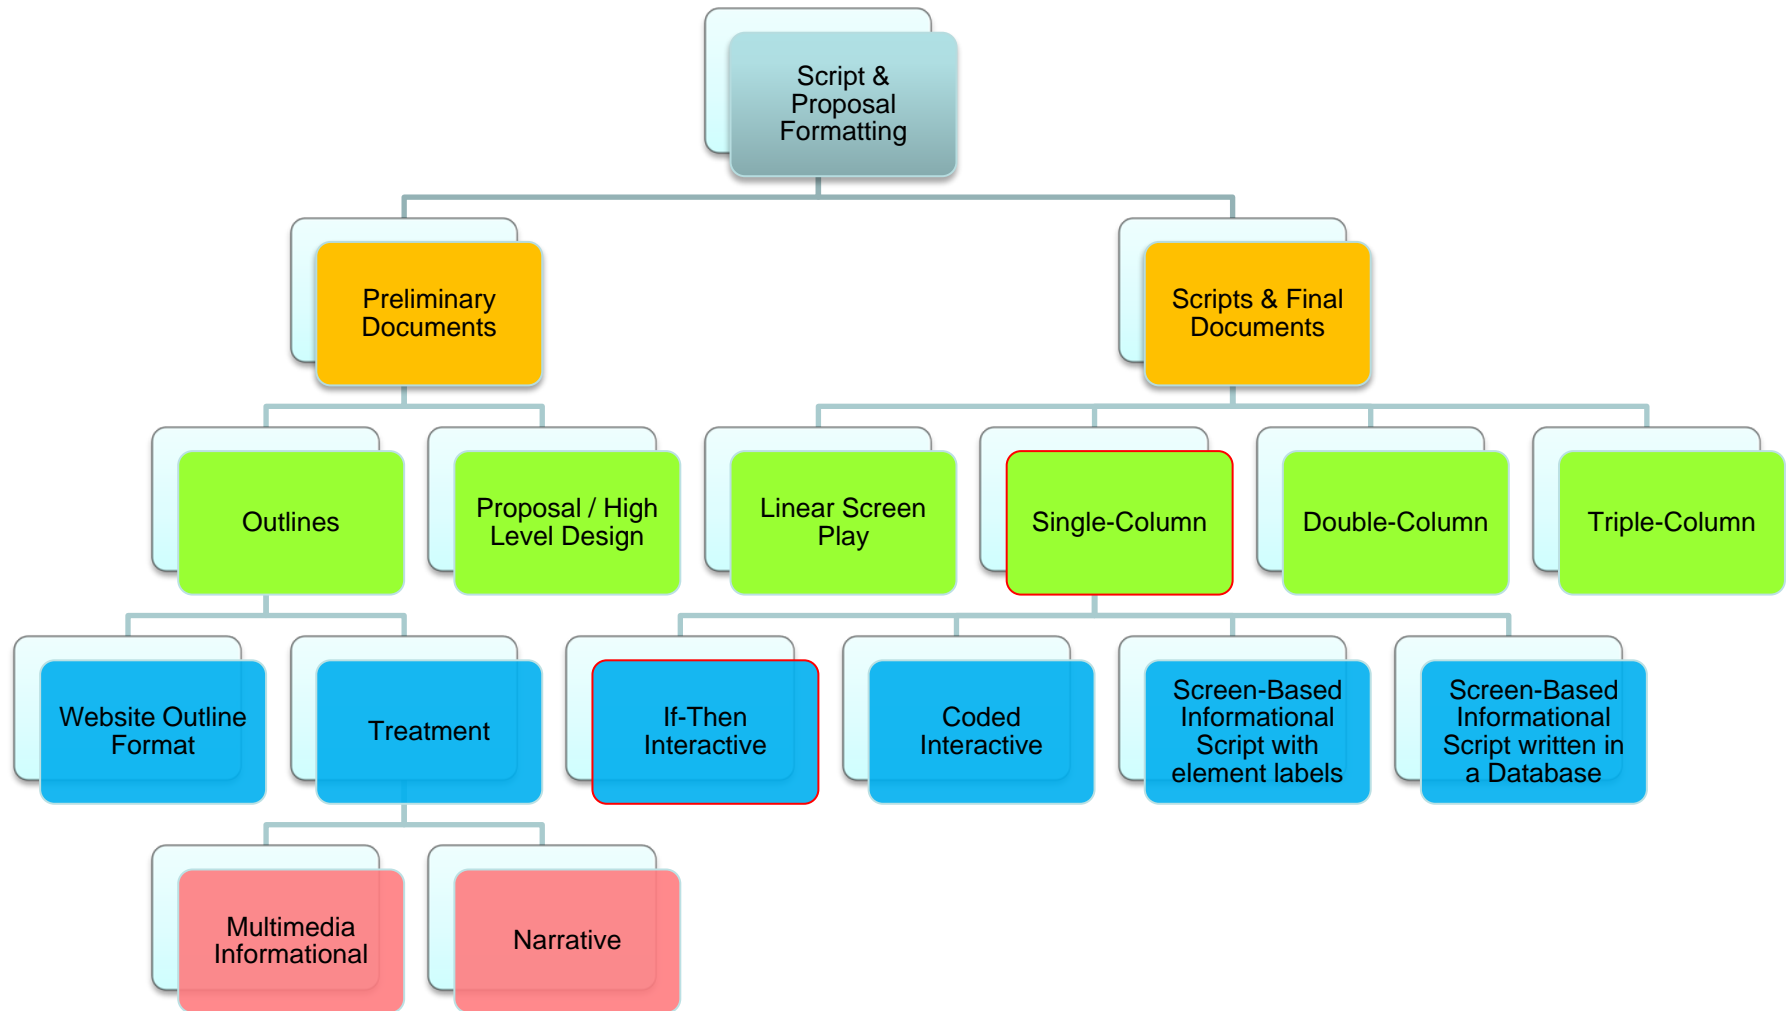 Script &
Proposal
Formatting
Preliminary
Documents
Scripts & Final
Documents
Outlines
Proposal / High
Level Design
Linear Screen
Play
Single-Column
Double-Column
Triple-Column
Website Outline
Format
Treatment
If-Then
Interactive
Coded
Interactive
Screen-Based
Informational
Script with
element labels
Screen-Based
Informational
Script written in
a Database
Multimedia
Informational
Narrative